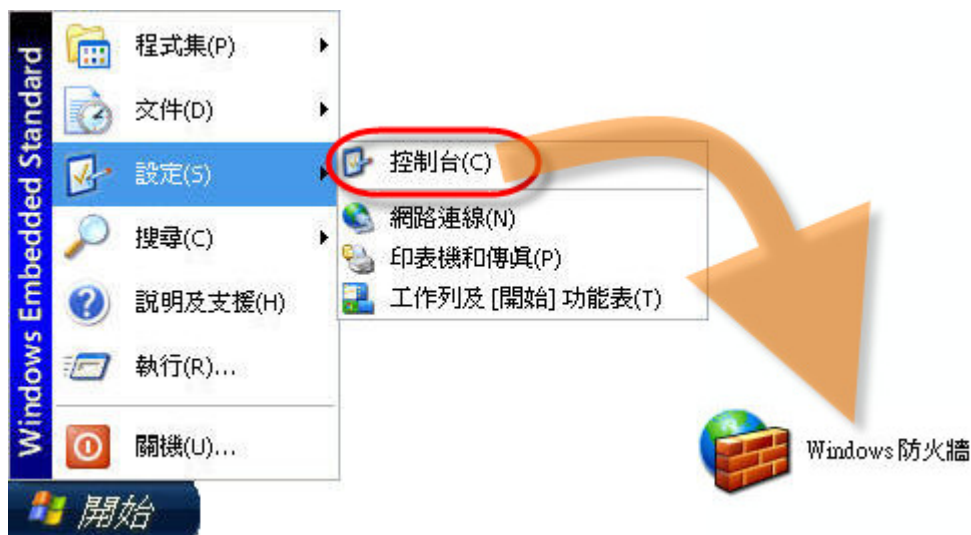 Windows Embedded Standard
程式集(P)
文件(D)
設定(S)
搜尋(C)
說明及支援(H)
執行(R)...
關機(U)...
控制台(C)
網路連線(N)
印表機和傳真(P)
工作列及 [開始] 功能表(T)
Windows 防火牆
開始